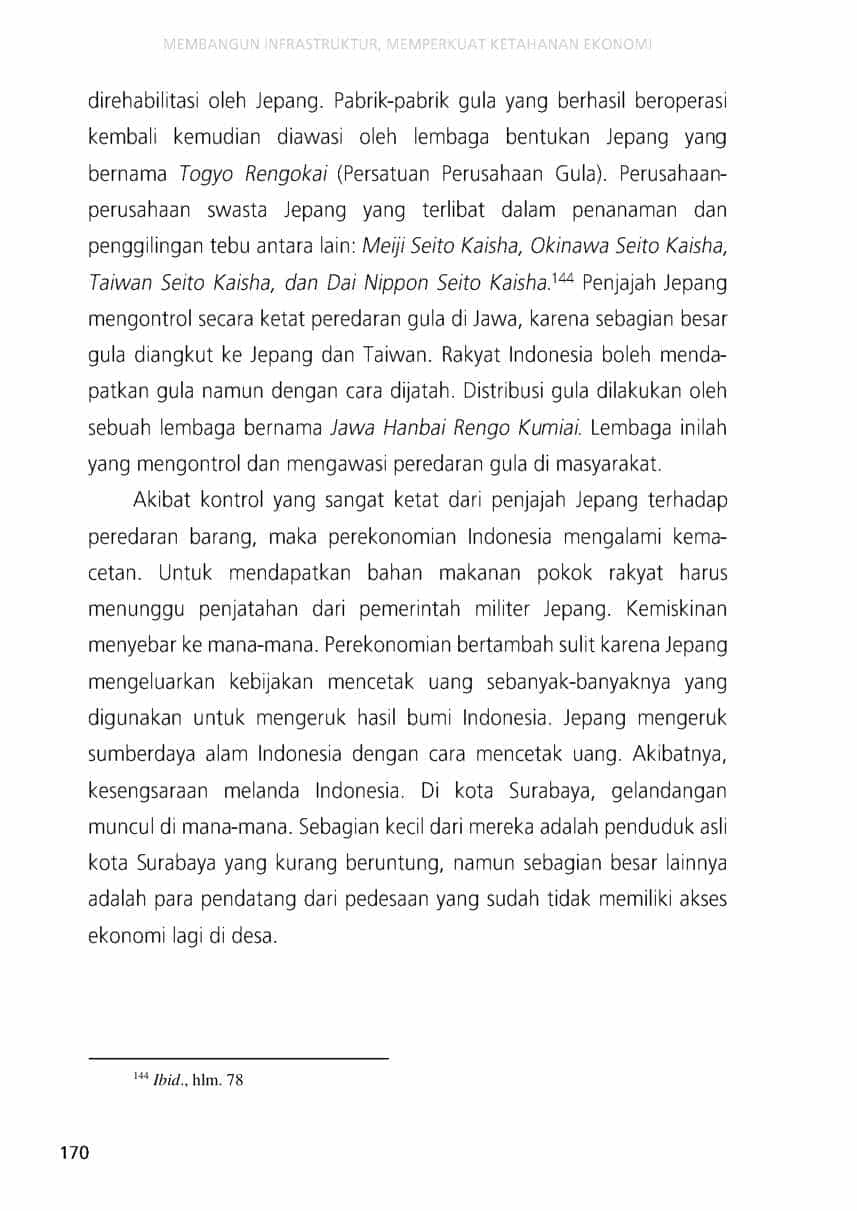 MEMBANGUN INFRASTRUKTUR, MEMPERKUAT KETAHANAN EKONOMI
direhabilitasi oleh Jepang. Pabrik-pabrik gula yang berhasil beroperasi
kembali kemudian diawasi oleh lembaga bentukan Jepang yang
bernama Togyo Rengokai (Persatuan Perusahaan Gula). Perusahaan-
perusahaan swasta Jepang yang terlibat dalam penanaman dan
penggilingan tebu antara lain: Meiji Seito Kaisha, Okinawa Seito Kaisha,
Taiwan Seito Kaisha, dan Dai Nippon Seito Kaisha.144 Penjajah Jepang
mengontrol secara ketat peredaran gula di Jawa, karena sebagian besar
gula diangkut ke Jepang dan Taiwan. Rakyat Indonesia boleh menda-
patkan gula namun dengan cara dijatah. Distribusi gula dilakukan oleh
sebuah lembaga bernama Jawa Hanbai Rengo Kumiai. Lembaga inilah
yang mengontrol dan mengawasi peredaran gula di masyarakat.
Akibat kontrol yang sangat ketat dari penjajah Jepang terhadap
peredaran barang, maka perekonomian Indonesia mengalami kema-
cetan. Untuk mendapatkan bahan makanan pokok rakyat harus
menunggu penjatahan dari pemerintah militer Jepang. Kemiskinan
menyebar ke mana-mana. Perekonomian bertambah sulit karena Jepang
mengeluarkan kebijakan mencetak uang sebanyak-banyaknya yang
digunakan untuk mengeruk hasil bumi Indonesia. Jepang mengeruk
sumberdaya alam Indonesia dengan cara mencetak uang. Akibatnya,
kesengsaraan melanda Indonesia. Di kota Surabaya, gelandangan
muncul di mana-mana. Sebagian kecil dari mereka adalah penduduk asli
kota Surabaya yang kurang beruntung, namun sebagian besar lainnya
adalah para pendatang dari pedesaan yang sudah tidak memiliki akses
ekonomi lagi di desa.
144 Ibid., hlm. 78
170